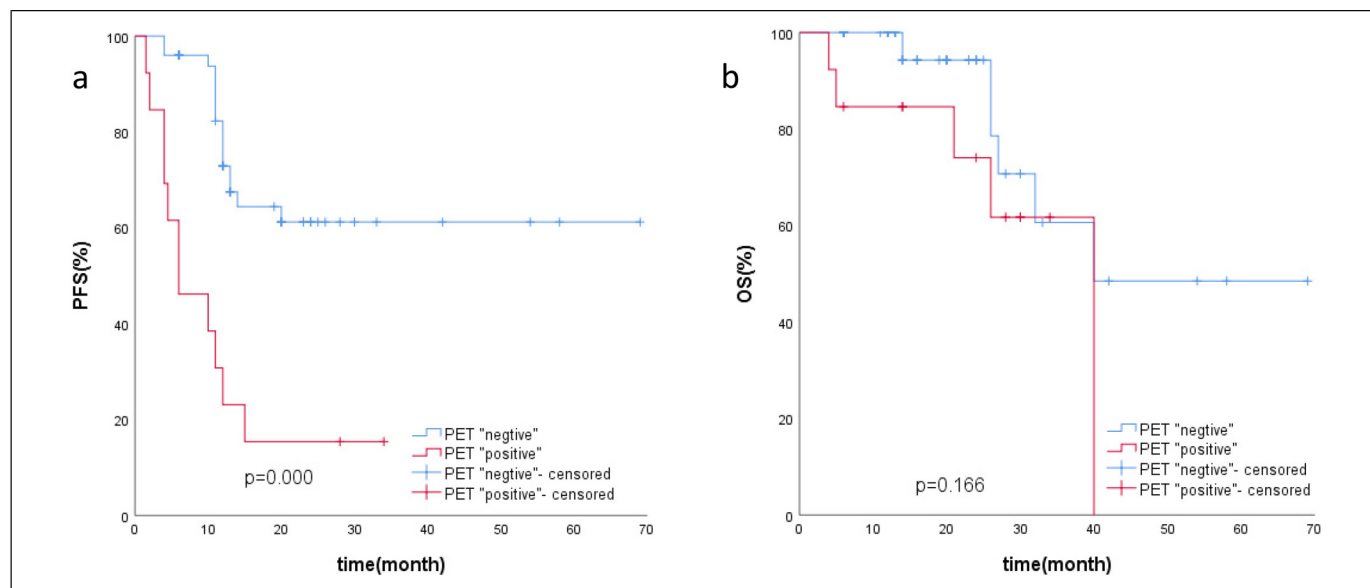 a
PFS(%)
100
80
60
40
20
0
0 10 20 30 40 50 60 70
time(month)
p=0.000
PET "negtive"
PET "positive"
PET "negtive"- censored
PET "positive"- censored
b
OS(%)
100
80
60
40
20
0
0 10 20 30 40 50 60 70
time(month)
p=0.166
PET "negtive"
PET "positive"
PET "negtive"- censored
PET "positive"- censored